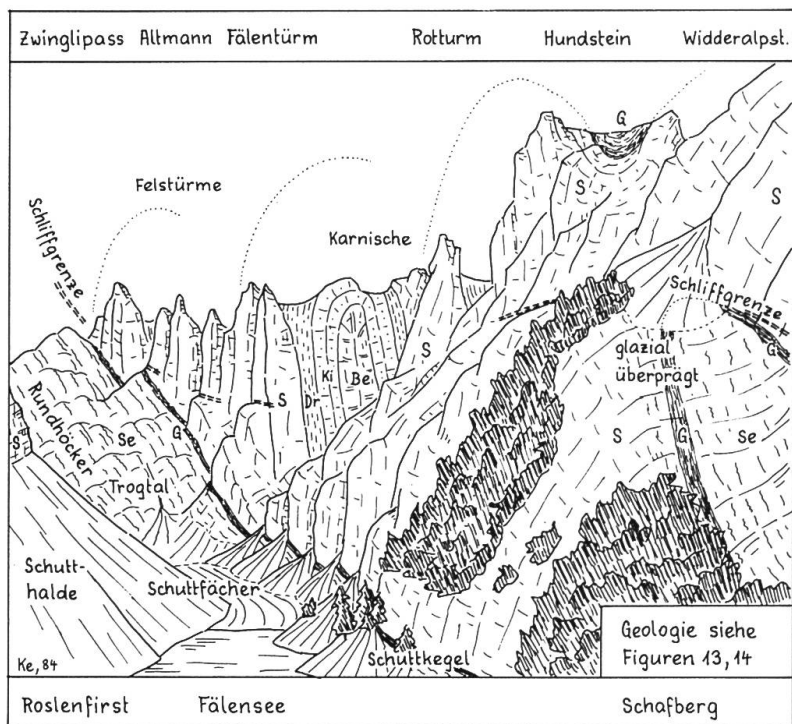 Zwinglipass Altmann Fälentürm Rotturm Hundstein Widderalpst.
G
Felstürme
S
S
Schliffgrenze
Karnische
Schliffgrenze
glazial
überprägt
G
S
Ki
Be
Dr
S
Rundhöcker
Se
G
S
S
G
Se
S
Trogtal
Schutt-
halde
Schuttfächer
Ke, 84
Schuttkegel
Geologie siehe
Figuren 13, 14
Roslenfirst Fälensee Schafberg